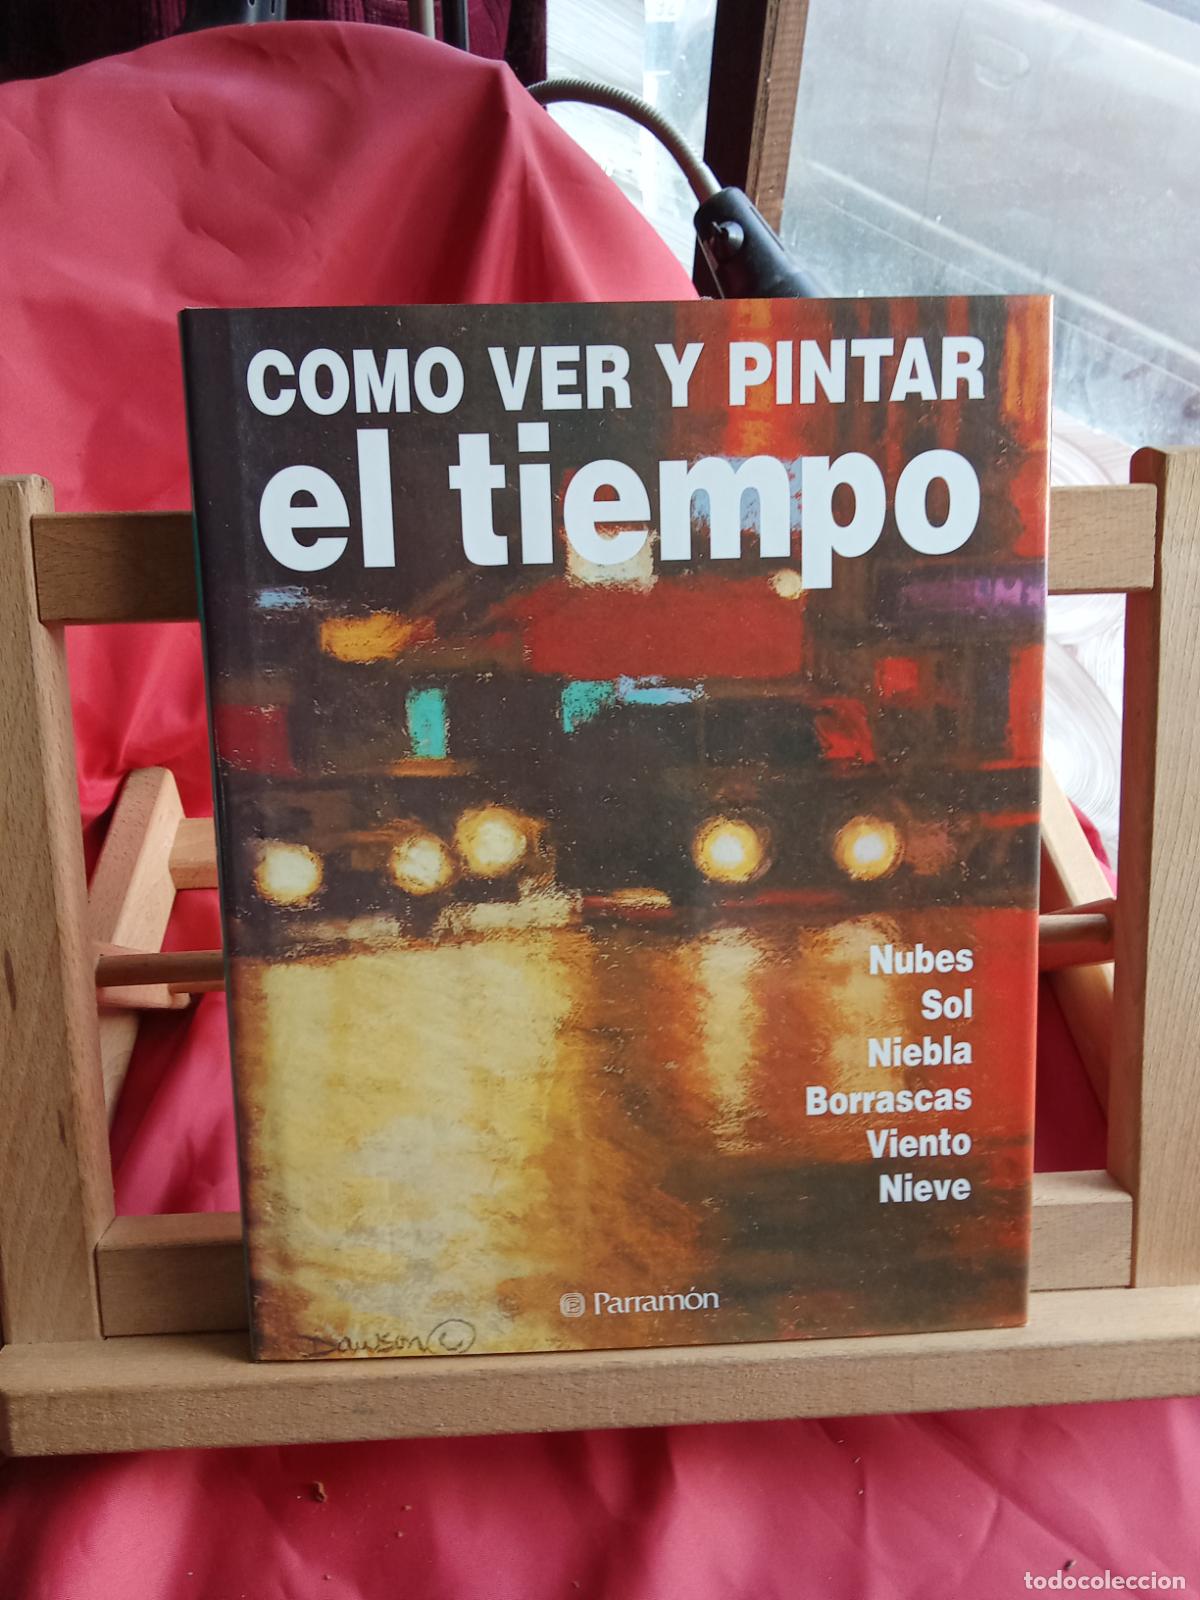 COMO VER Y PINTAR
el tiempo
Nubes
Sol
Niebla
Borrascas
Viento
Nieve
Parramón
Dawson ©
todocoleccion